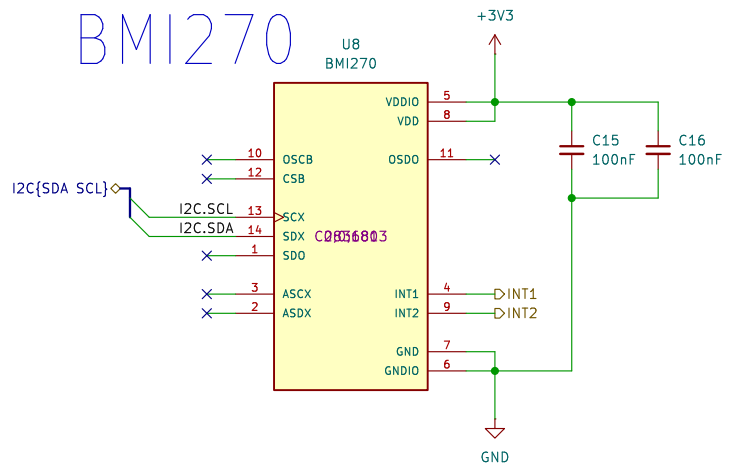 BMI270
U8
BMI270
+3V3
VDDIO 5
VDD 8
10 OSCB
OSDO 11
12 CSB
C15
100nF
C16
100nF
I2C{SDA SCL}
I2C.SCL 13 SCX
I2C.SDA 14 SDX
1 SDO
3 ASCX
INT1 4 INT1
2 ASDX
INT2 9 INT2
GND 7
GNDIO 6
GND